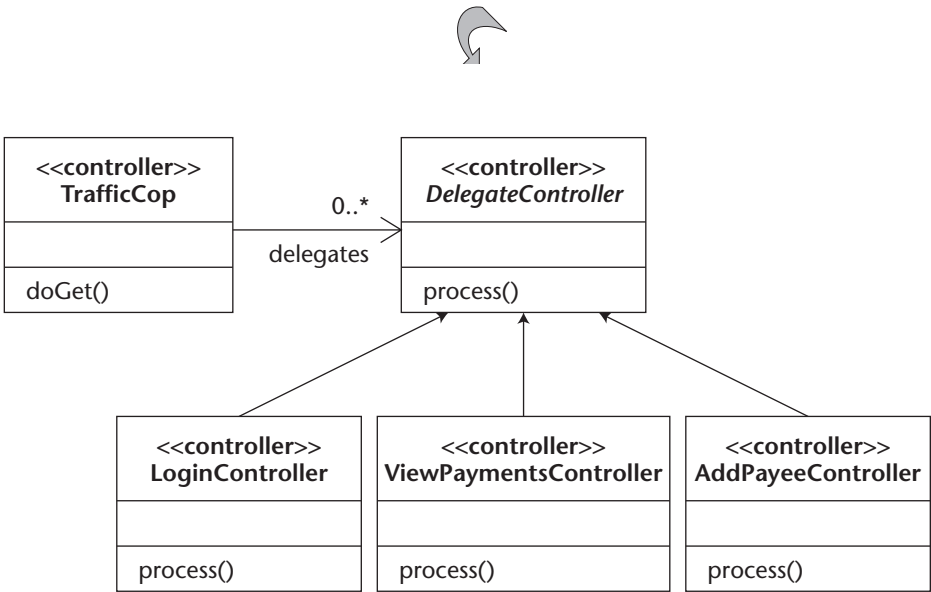 <<controller>>
TrafficCop
doGet()
0..*
delegates
<<controller>>
DelegateController
process()
<<controller>>
LoginController
process()
<<controller>>
ViewPaymentsController
process()
<<controller>>
AddPayeeController
process()